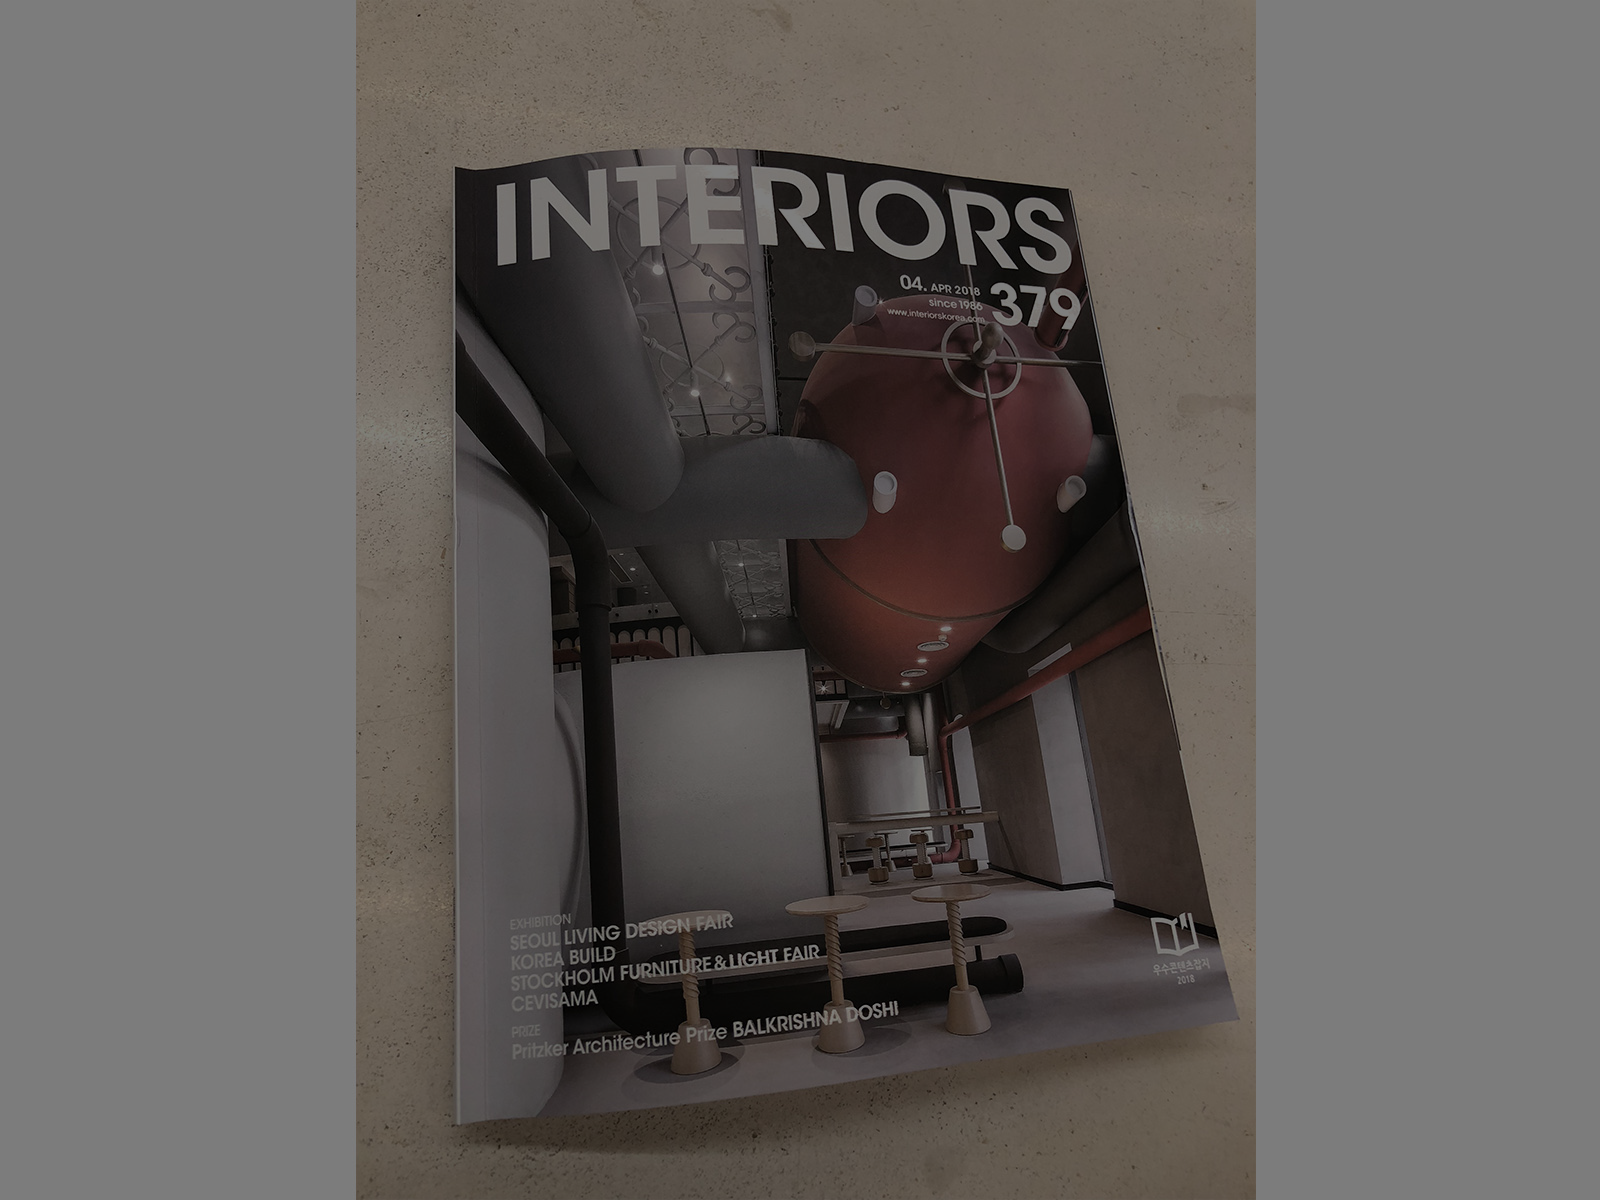 INTERIORS
04. APR 2018
since 1986
www.interiorskorea.com
379
EXHIBITION
SEOUL LIVING DESIGN FAIR
KOREA BUILD
STOCKHOLM FURNITURE & LIGHT FAIR
CEVISAMA
PRIZE
Pritzker Architecture Prize BALKRISHNA DOSHI
우수콘텐츠잡지
2018